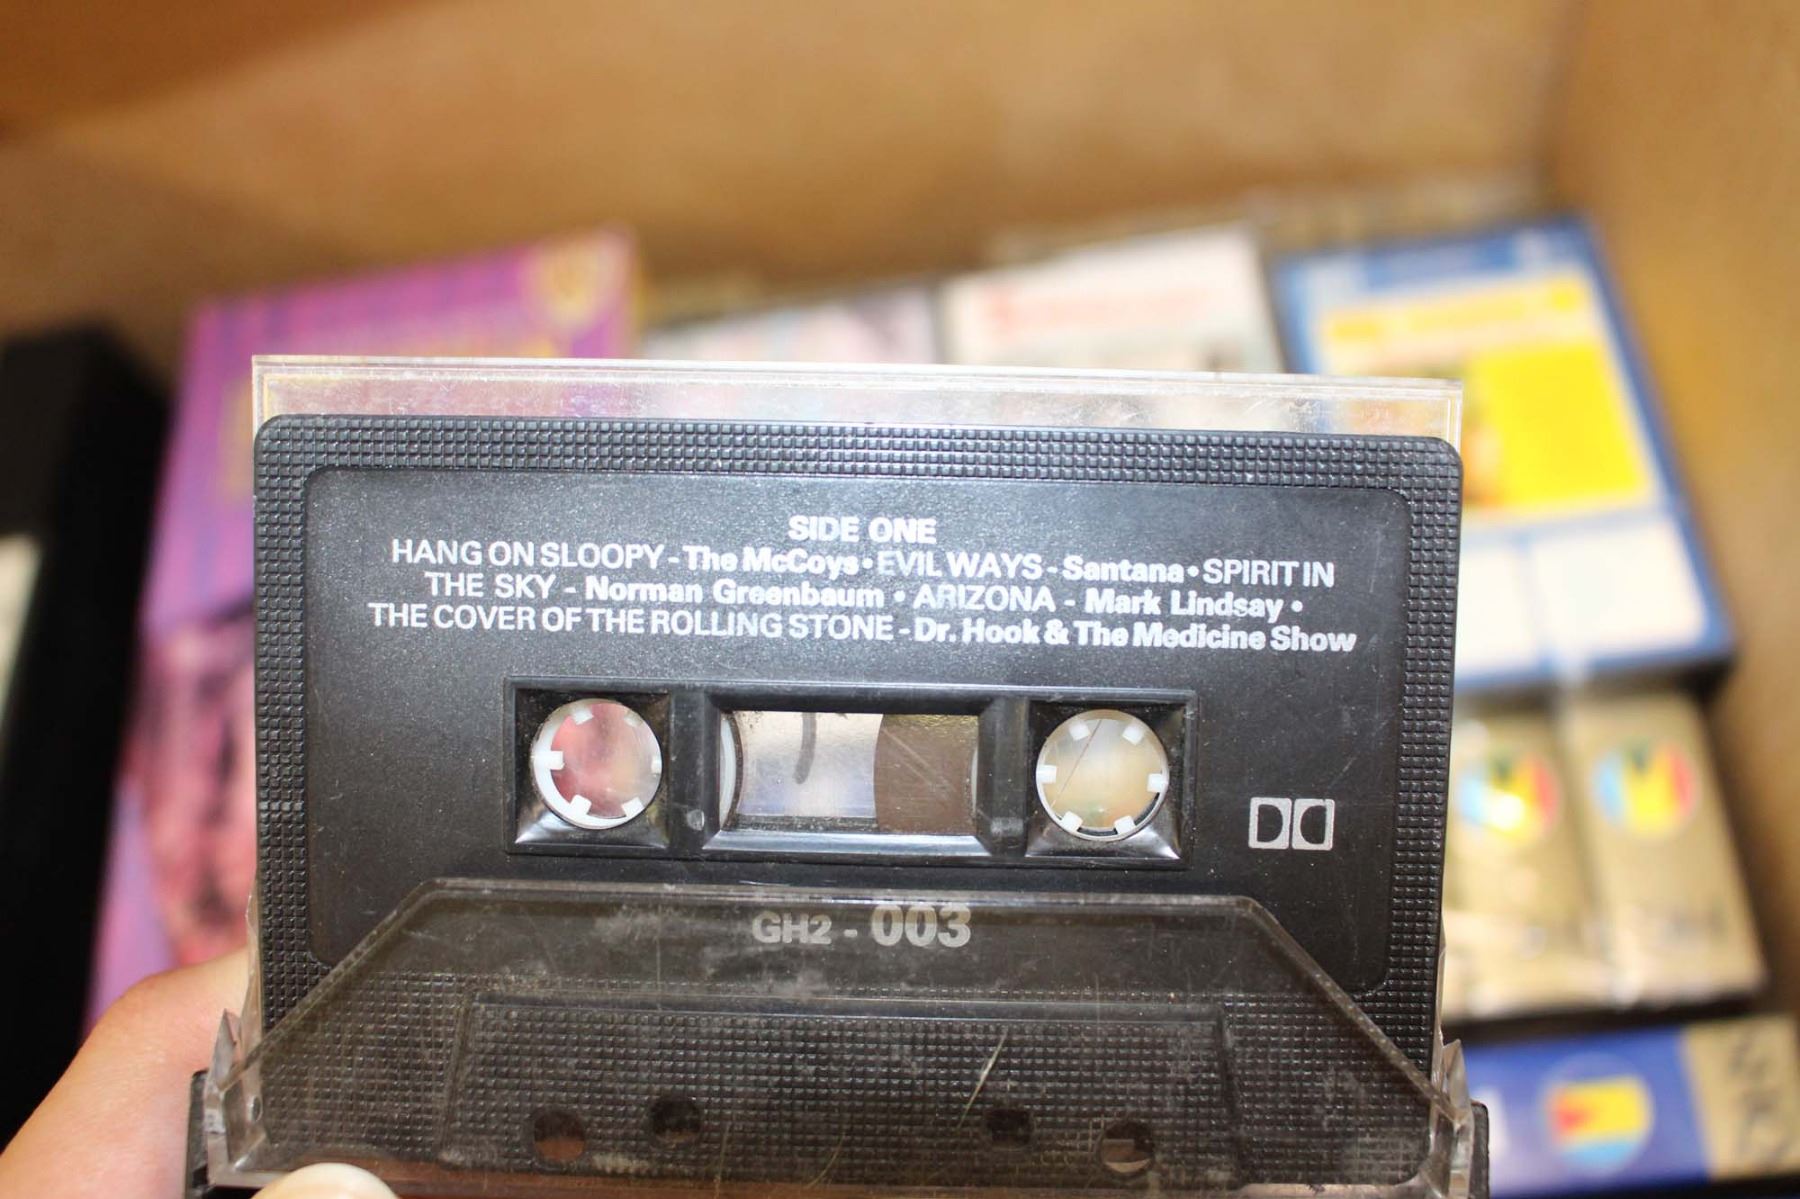 SIDE ONE
HANG ON SLOOPY - The McCoys • EVIL WAYS - Santana • SPIRIT IN
THE SKY - Norman Greenbaum • ARIZONA - Mark Lindsay •
THE COVER OF THE ROLLING STONE - Dr. Hook & The Medicine Show
GH2 - 003